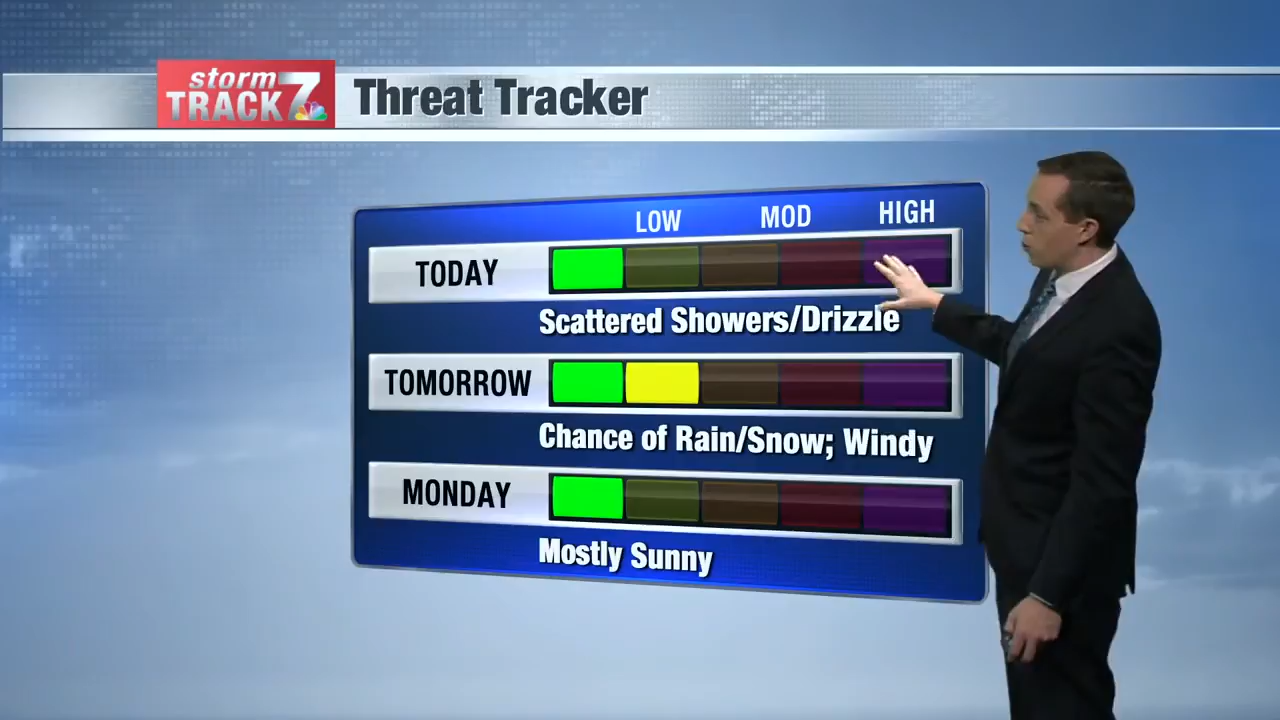 storm
TRACK 7
Threat Tracker
LOW MOD HIGH
TODAY
Scattered Showers/Drizzle
TOMORROW
Chance of Rain/Snow; Windy
MONDAY
Mostly Sunny